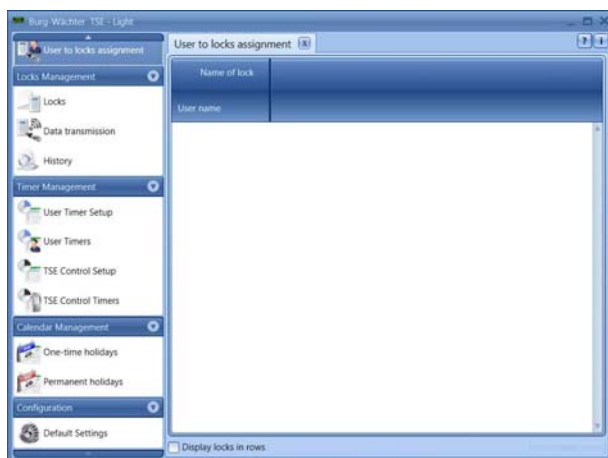 Burg-Wächter TSE - Light
User to locks assignment
Locks Management
Locks
Data transmission
History
Timer Management
User Timer Setup
User Timers
TSE Control Setup
TSE Control Timers
Calendar Management
One-time holidays
Permanent holidays
Configuration
Default Settings
User to locks assignment x
? i
Name of lock
User name
Display locks in rows